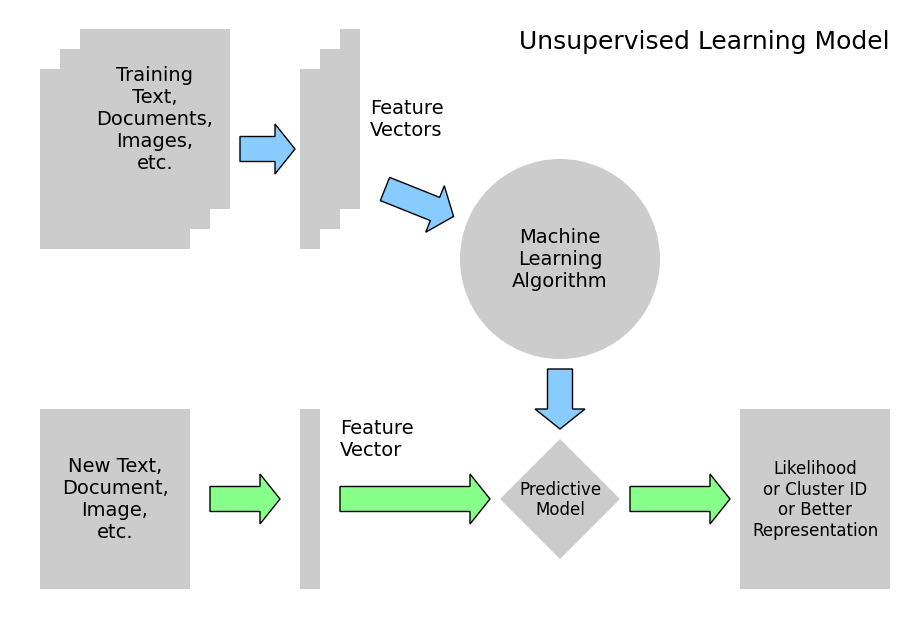 Unsupervised Learning Model
Training
Text,
Documents,
Images,
etc.
Feature
Vectors
Machine
Learning
Algorithm
New Text,
Document,
Image,
etc.
Feature
Vector
Predictive
Model
Likelihood
or Cluster ID
or Better
Representation